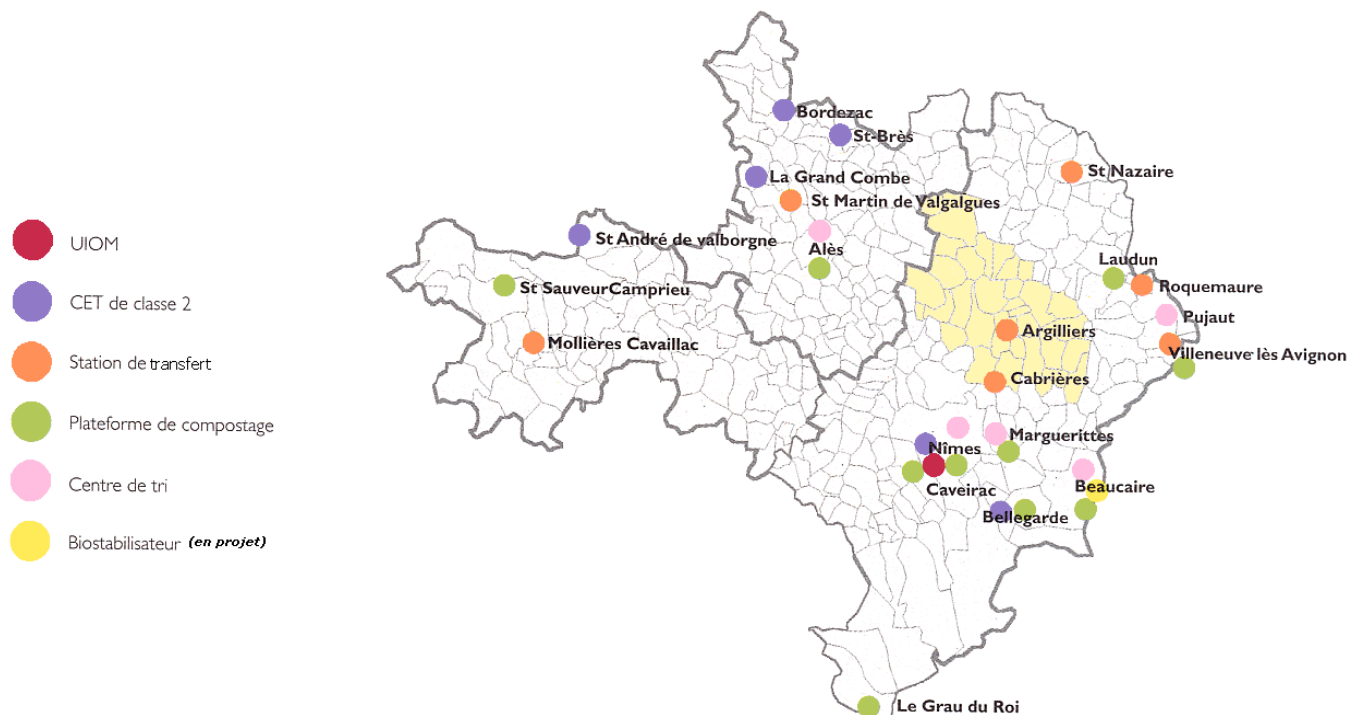 UIOM
CET de classe 2
Station de transfert
Plateforme de compostage
Centre de tri
Biostabilisateur (en projet)
Bordezac
St-Brès
La Grand Combe
St Martin de Valgalgues
St Nazaire
St André de valborgne
Alès
St Sauveur Camprieu
Mollières Cavaillac
Laudun
Roquemaure
Pujaut
Argilliers
Villeneuve lès Avignon
Cabrières
Marguerittes
Nîmes
Caveirac
Beaucaire
Bellegarde
Le Grau du Roi